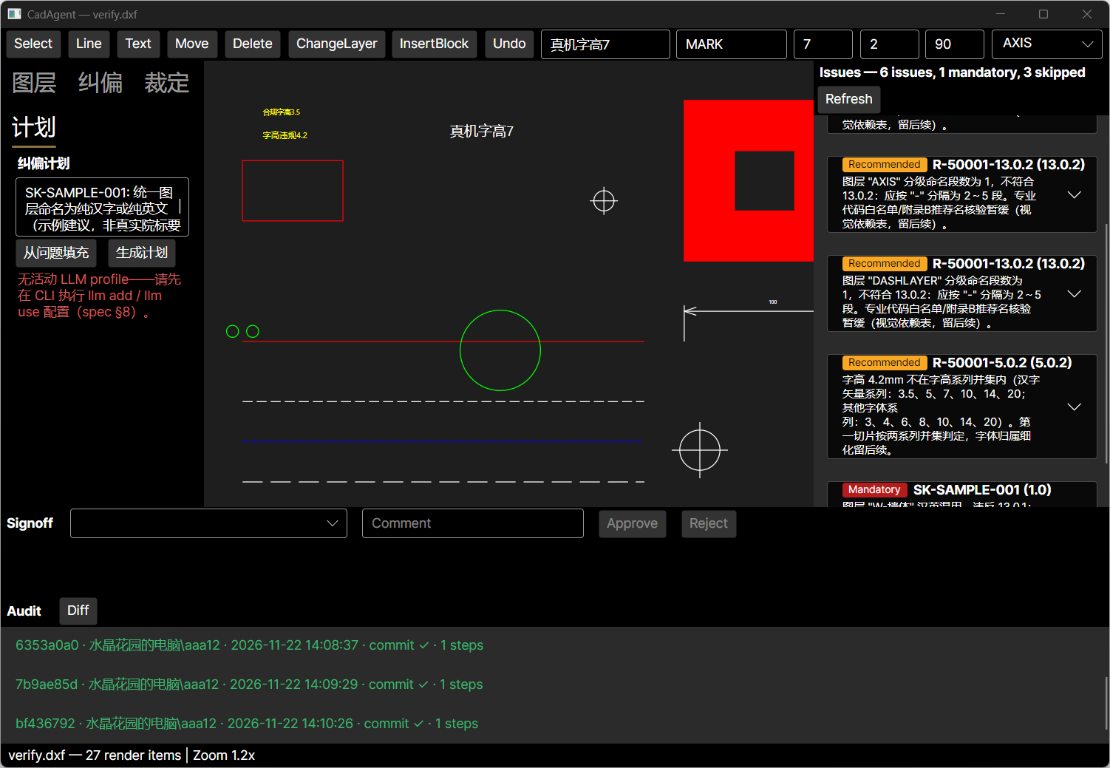 CadAgent — verify.dxf
Select Line Text Move Delete ChangeLayer InsertBlock Undo 真机字高7 MARK 7 2 90 AXIS
图层 纠偏 裁定
计划
纠偏计划
SK-SAMPLE-001: 统一图
层命名为纯汉字或纯英文
（示例建议，非真实院标要
从问题填充 生成计划
无活动 LLM profile——请先
在 CLI 执行 llm add / llm
use 配置（spec §8）。
合规字高3.5
字高违规4.2
真机字高7
100
Issues — 6 issues, 1 mandatory, 3 skipped
Refresh
觉依赖表，留后续）。
Recommended R-50001-13.0.2 (13.0.2)
图层 "AXIS" 分级命名段数为 1，不符合
13.0.2：应按 "-" 分隔为 2～5 段。专业
代码白名单/附录B推荐名核验暂缓（视
觉依赖表，留后续）。
Recommended R-50001-13.0.2 (13.0.2)
图层 "DASHLAYER" 分级命名段数为
1，不符合 13.0.2：应按 "-" 分隔为 2～5
段。专业代码白名单/附录B推荐名核验
暂缓（视觉依赖表，留后续）。
Recommended R-50001-5.0.2 (5.0.2)
字高 4.2mm 不在字高系列并集内（汉字
矢量系列：3.5、5、7、10、14、20；
其他字体系
列：3、4、6、8、10、14、20）。第
一切片按两系列并集判定，字体归属细
化留后续。
Mandatory SK-SAMPLE-001 (1.0)
图层 "W-墙体" 汉英混用，违反 13.0.1：
Signoff Comment Approve Reject
Audit Diff
6353a0a0 · 水晶花园的电脑\aaa12 · 2026-11-22 14:08:37 · commit ✓ · 1 steps
7b9ae85d · 水晶花园的电脑\aaa12 · 2026-11-22 14:09:29 · commit ✓ · 1 steps
bf436792 · 水晶花园的电脑\aaa12 · 2026-11-22 14:10:26 · commit ✓ · 1 steps
verify.dxf — 27 render items | Zoom 1.2x